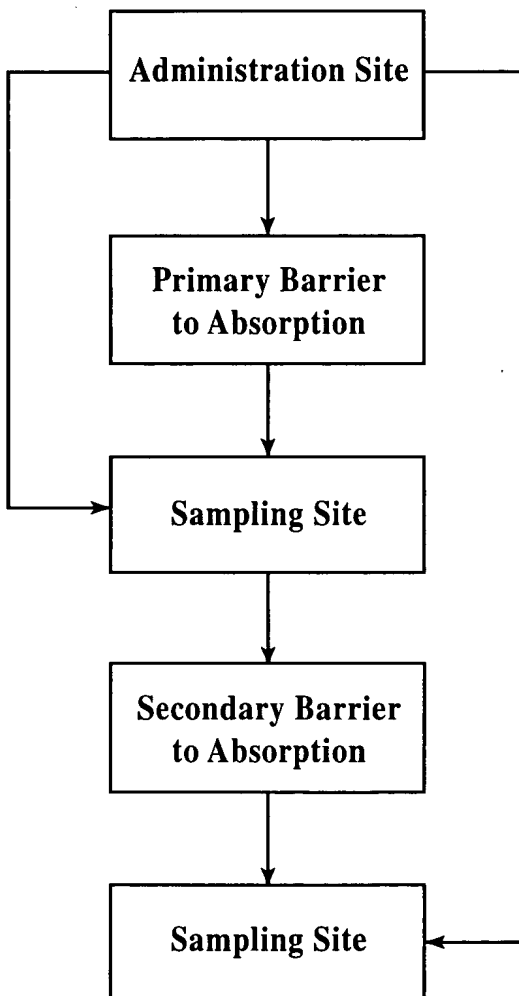 Administration Site
Primary Barrier
to Absorption
Sampling Site
Secondary Barrier
to Absorption
Sampling Site